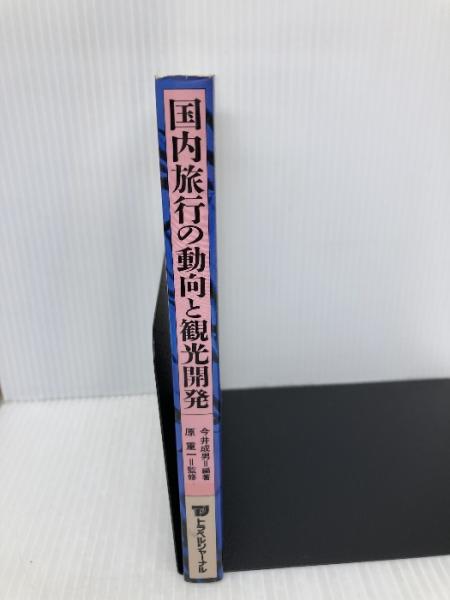 国内旅行の動向と観光開発
今井成男=編著
原重一=監修
トラベルジャーナル